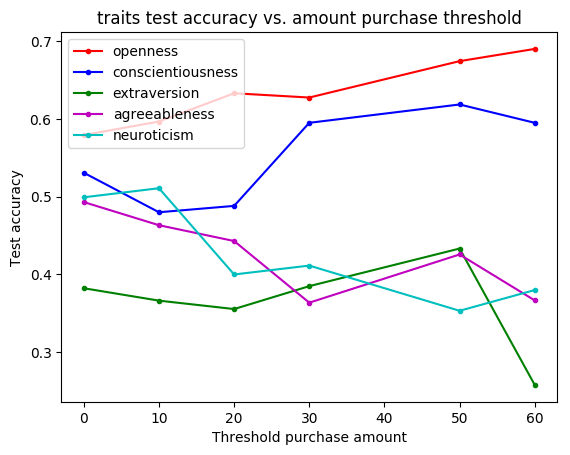 traits test accuracy vs. amount purchase threshold
0.7
0.6
0.5
0.4
0.3
Test accuracy
openness
conscientiousness
extraversion
agreeableness
neuroticism
0 10 20 30 40 50 60
Threshold purchase amount